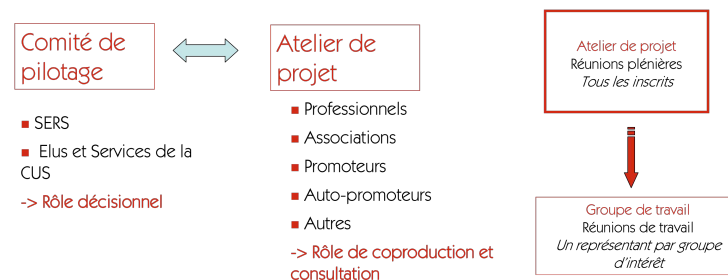 Comité de
pilotage
■ SERS
■ Elus et Services de la
CUS
-> Rôle décisionnel
Atelier de
projet
■ Professionnels
■ Associations
■ Promoteurs
■ Auto-promoteurs
■ Autres
-> Rôle de coproduction et
consultation
Atelier de projet
Réunions plénières
Tous les inscrits
Groupe de travail
Réunions de travail
Un représentant par groupe
d'intérêt